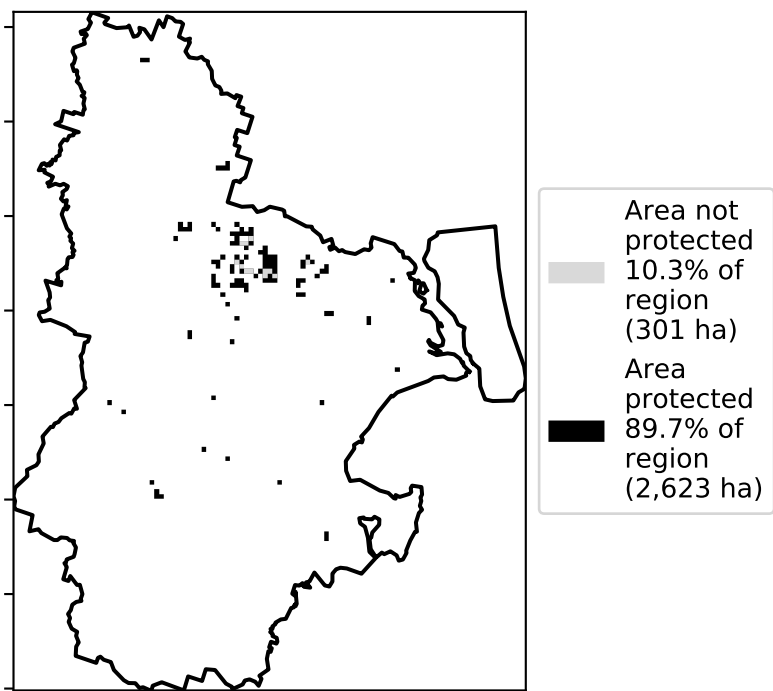 Area not
protected
10.3% of
region
(301 ha)
Area
protected
89.7% of
region
(2,623 ha)